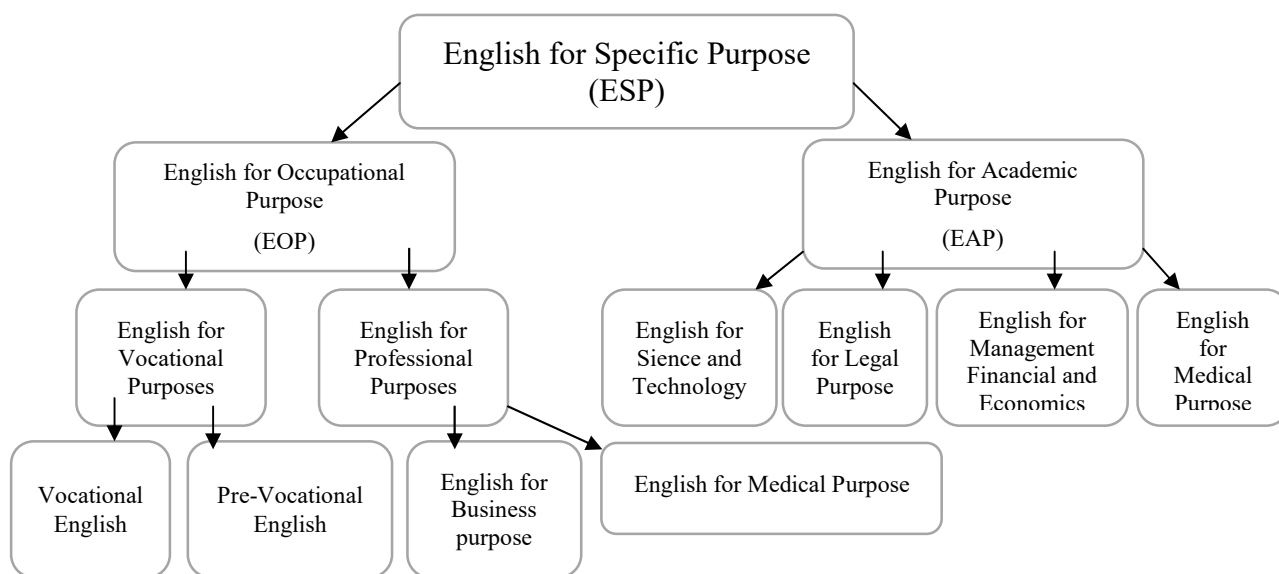 English for Specific Purpose
(ESP)
English for Occupational
Purpose
(EOP)
English for Academic
Purpose
(EAP)
English for
Vocational
Purposes
English for
Professional
Purposes
English for
Sience and
Technology
English
for Legal
Purpose
English for
Management
Financial and
Economics
English
for
Medical
Purpose
Vocational
English
Pre-Vocational
English
English for
Business
purpose
English for Medical Purpose